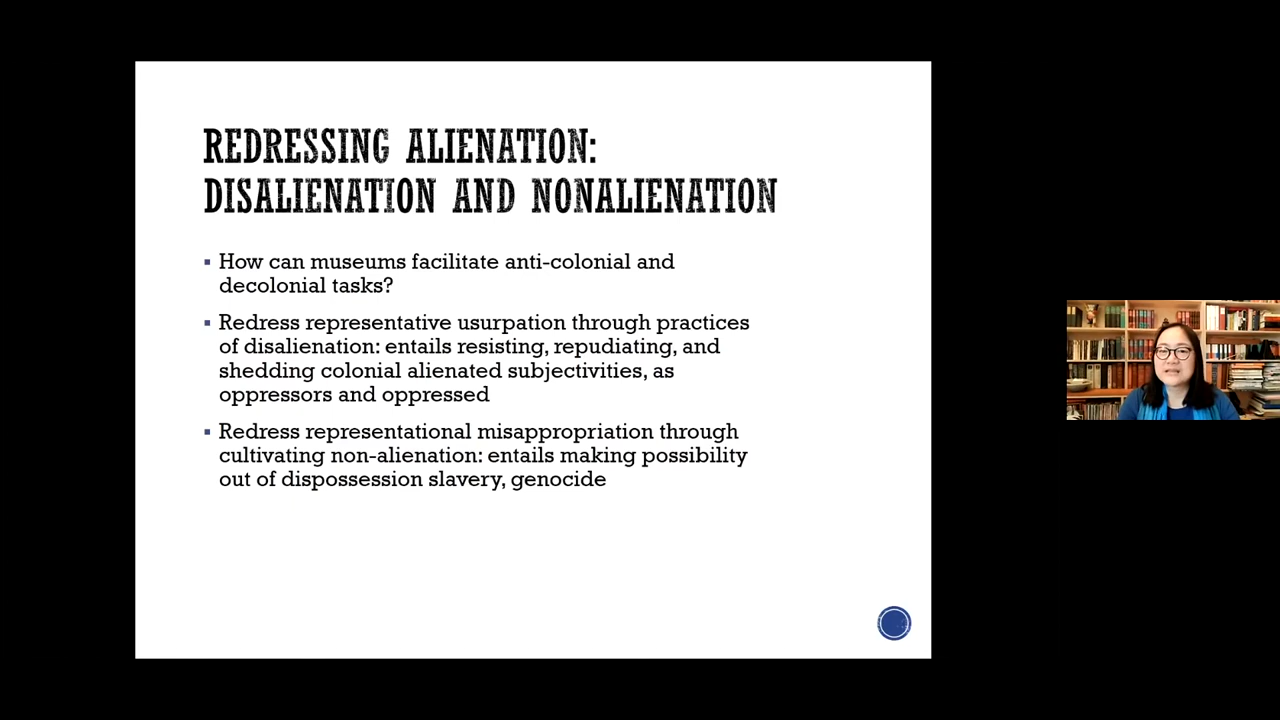 REDRESSING ALIENATION:
DISALIENATION AND NONALIENATION
▪ How can museums facilitate anti-colonial and
decolonial tasks?
▪ Redress representative usurpation through practices
of disalienation: entails resisting, repudiating, and
shedding colonial alienated subjectivities, as
oppressors and oppressed
▪ Redress representational misappropriation through
cultivating non-alienation: entails making possibility
out of dispossession slavery, genocide